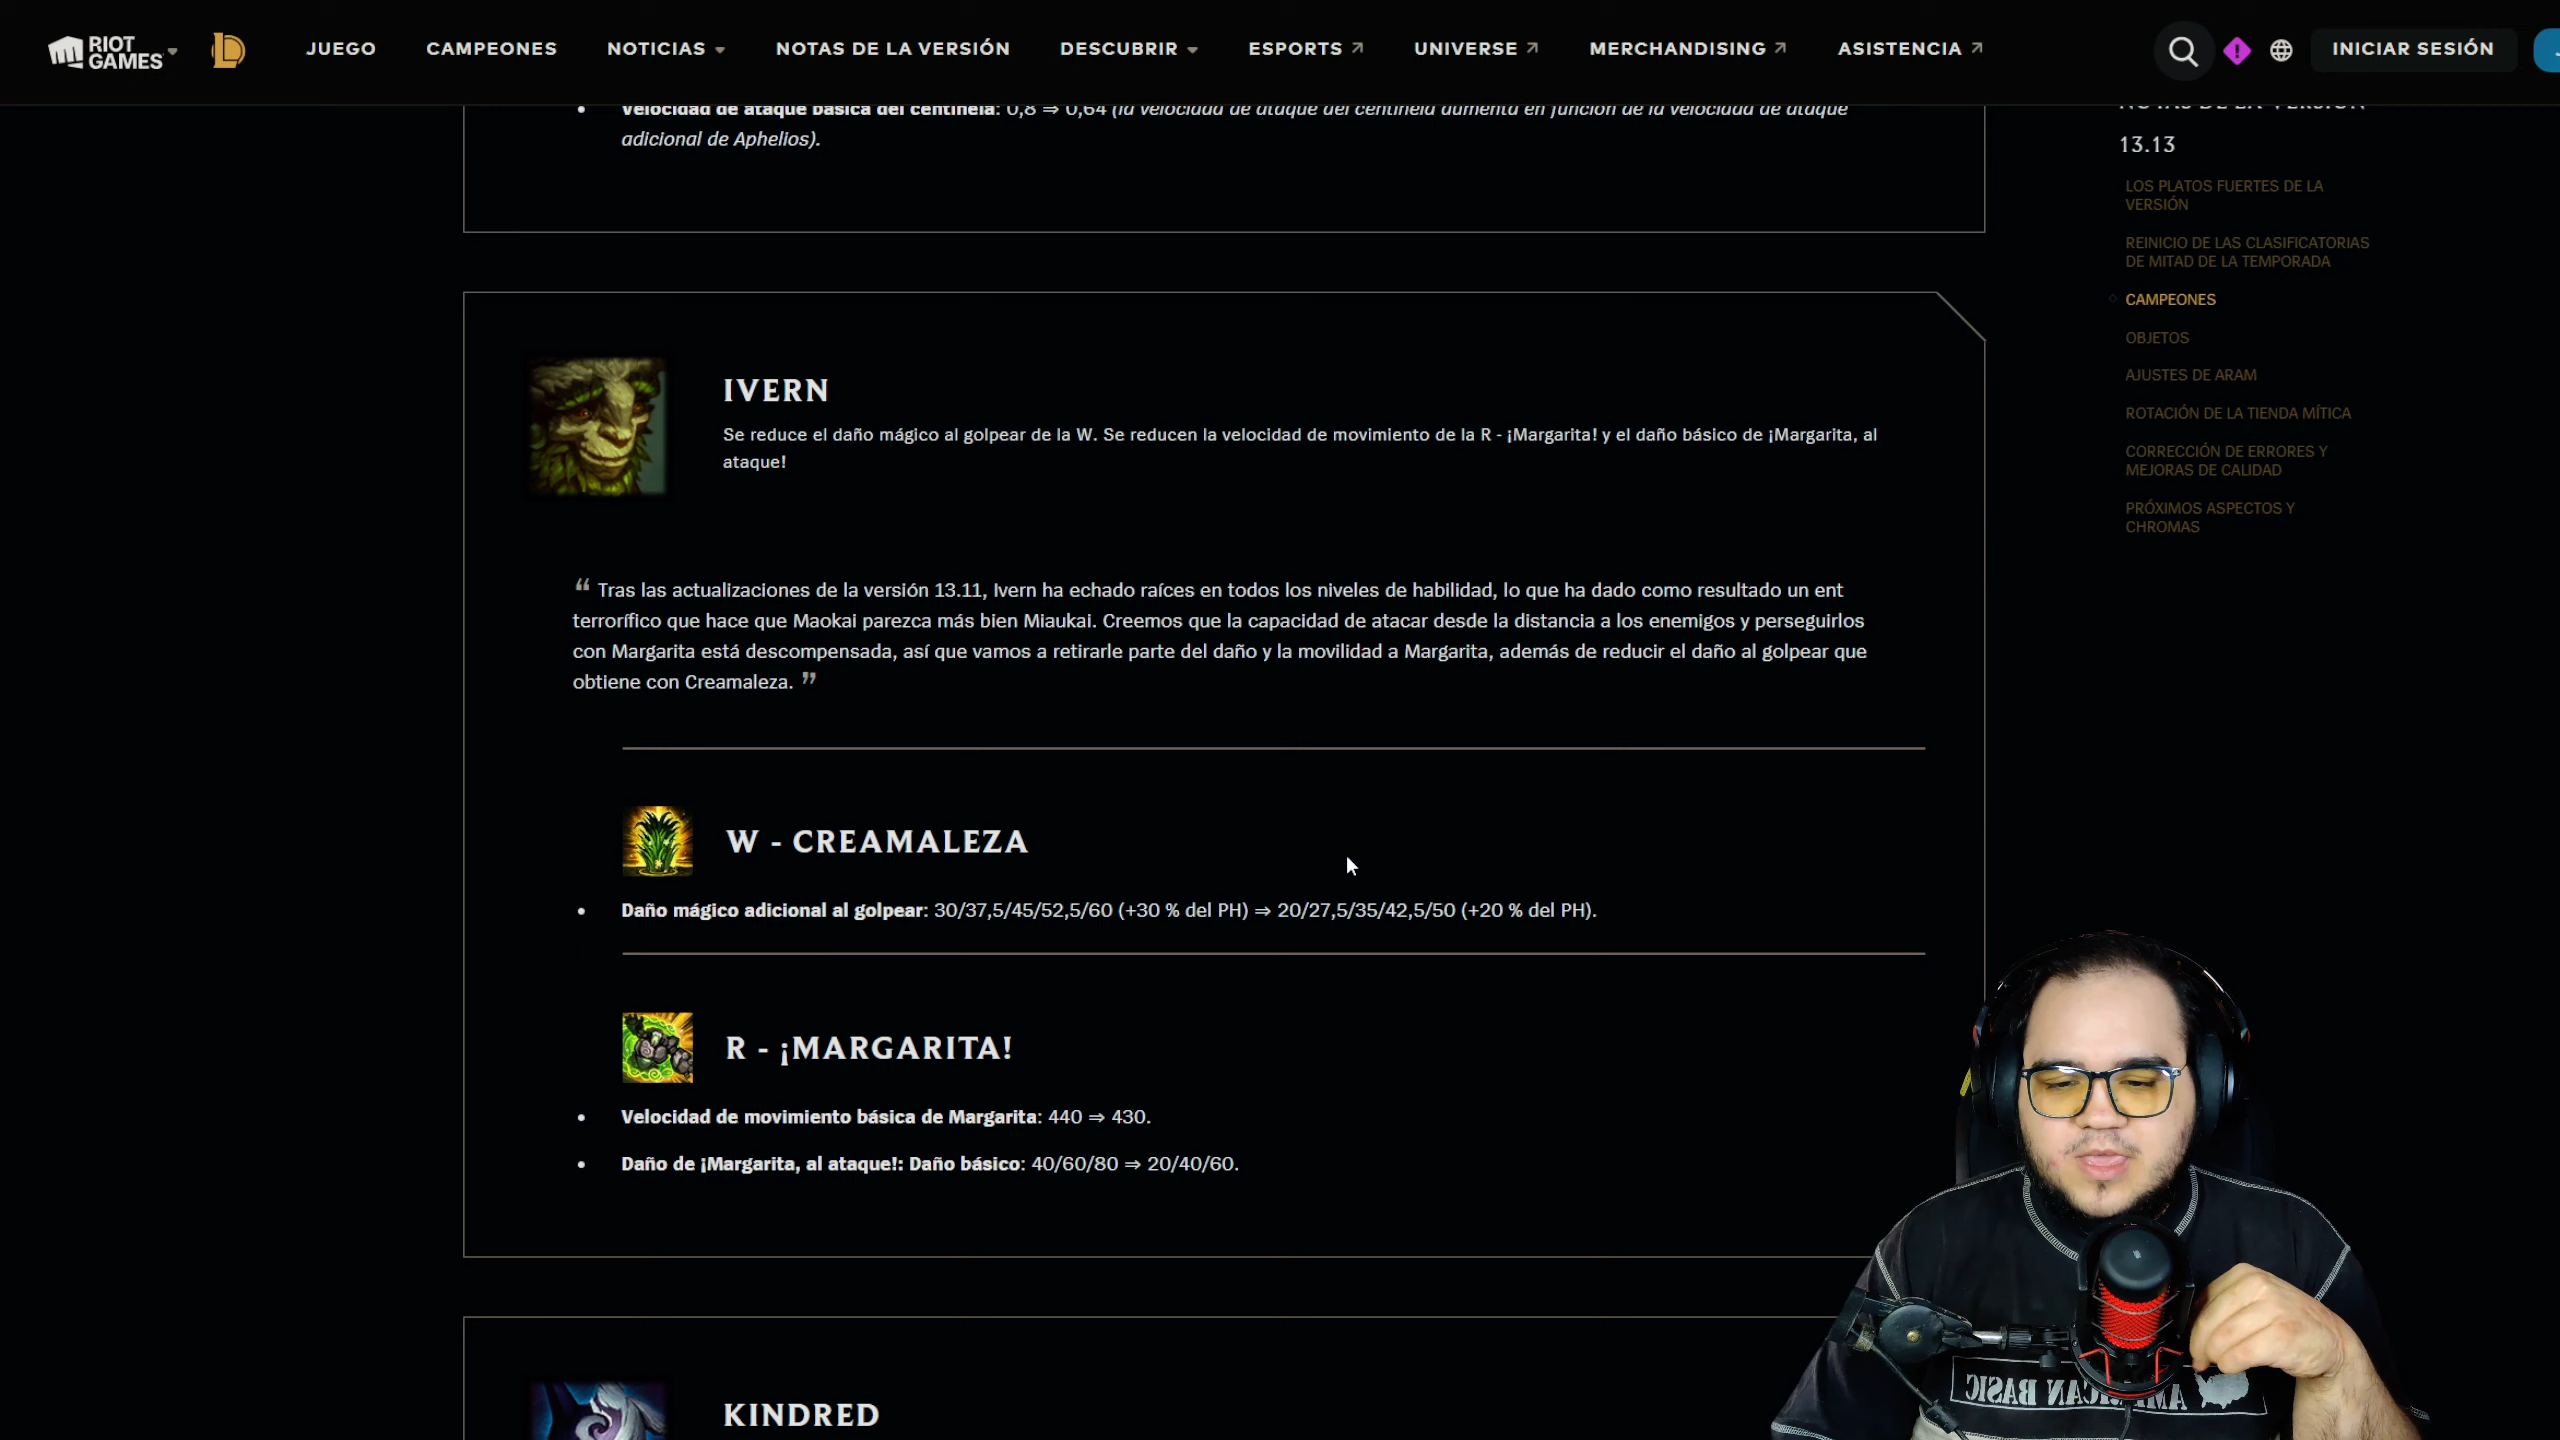 RIOT GAMES
JUEGO
CAMPEONES
NOTICIAS
NOTAS DE LA VERSIÓN
DESCUBRIR
ESPORTS
UNIVERSE
MERCHANDISING
ASISTENCIA
INICIAR SESIÓN
Velocidad de ataque básica del centinela: 0,8 ⇒ 0,64 (la velocidad de ataque del centinela aumenta en función de la velocidad de ataque
adicional de Aphelios).
IVERN
Se reduce el daño mágico al golpear de la W. Se reducen la velocidad de movimiento de la R - ¡Margarita! y el daño básico de ¡Margarita, al
ataque!
“ Tras las actualizaciones de la versión 13.11, Ivern ha echado raíces en todos los niveles de habilidad, lo que ha dado como resultado un ent
terrorífico que hace que Maokai parezca más bien Miaukai. Creemos que la capacidad de atacar desde la distancia a los enemigos y perseguirlos
con Margarita está descompensada, así que vamos a retirarle parte del daño y la movilidad a Margarita, además de reducir el daño al golpear que
obtiene con Creamaleza. ”
W - CREAMALEZA
• Daño mágico adicional al golpear: 30/37,5/45/52,5/60 (+30 % del PH) ⇒ 20/27,5/35/42,5/50 (+20 % del PH).
R - ¡MARGARITA!
• Velocidad de movimiento básica de Margarita: 440 ⇒ 430.
• Daño de ¡Margarita, al ataque!: Daño básico: 40/60/80 ⇒ 20/40/60.
KINDRED
NOTAS DE LA VERSIÓN
13.13
LOS PLATOS FUERTES DE LA
VERSIÓN
REINICIO DE LAS CLASIFICATORIAS
DE MITAD DE LA TEMPORADA
CAMPEONES
OBJETOS
AJUSTES DE ARAM
ROTACIÓN DE LA TIENDA MÍTICA
CORRECCIÓN DE ERRORES Y
MEJORAS DE CALIDAD
PRÓXIMOS ASPECTOS Y
CHROMAS
AMERICAN BASIC